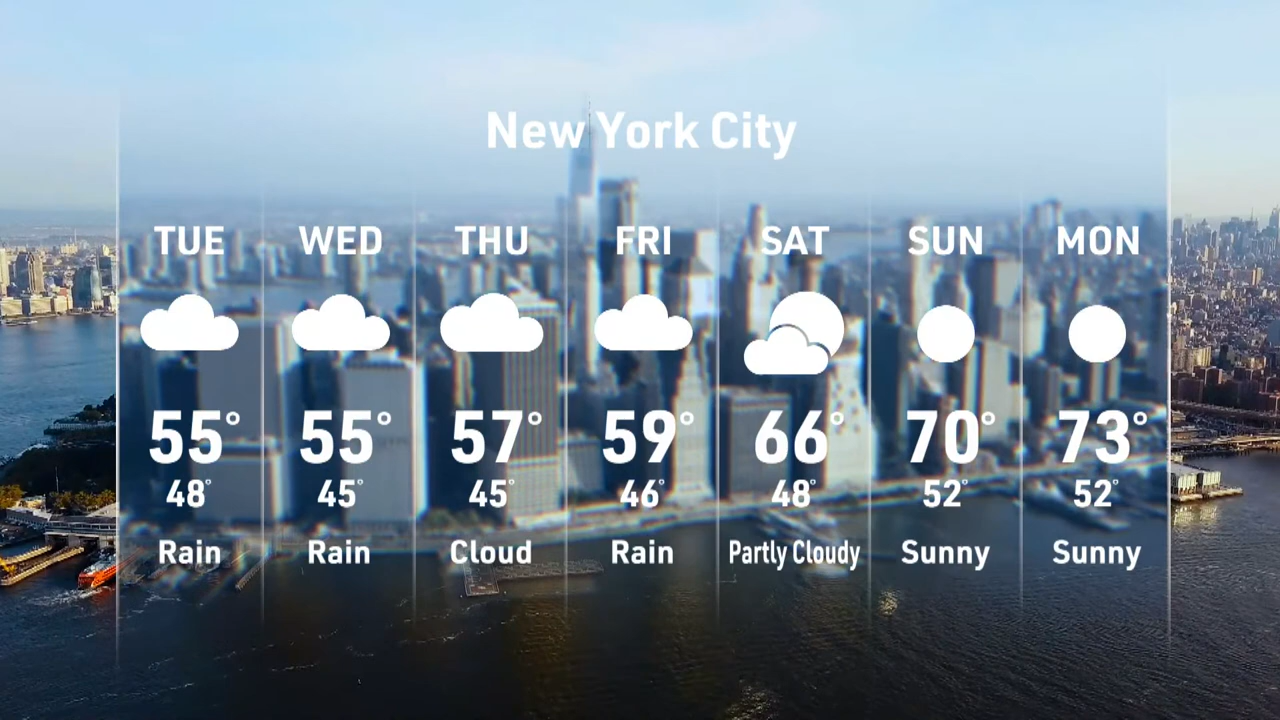 New York City
TUE WED THU FRI SAT SUN MON
55° 55° 57° 59° 66° 70° 73°
48° 45° 45° 46° 48° 52° 52°
Rain Rain Cloud Rain Partly Cloudy Sunny Sunny